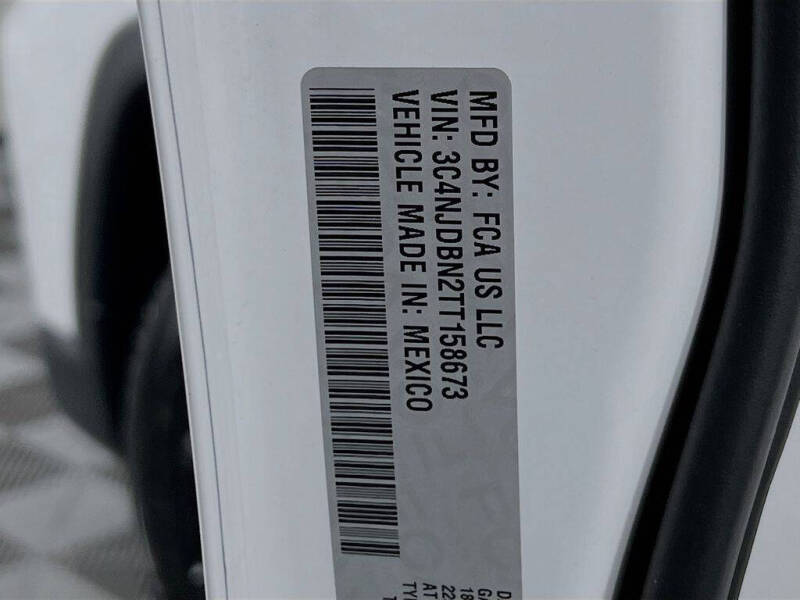 MFD BY: FCA US LLC
VIN: 3C4NJDBN2TT158673
VEHICLE MADE IN: MEXICO